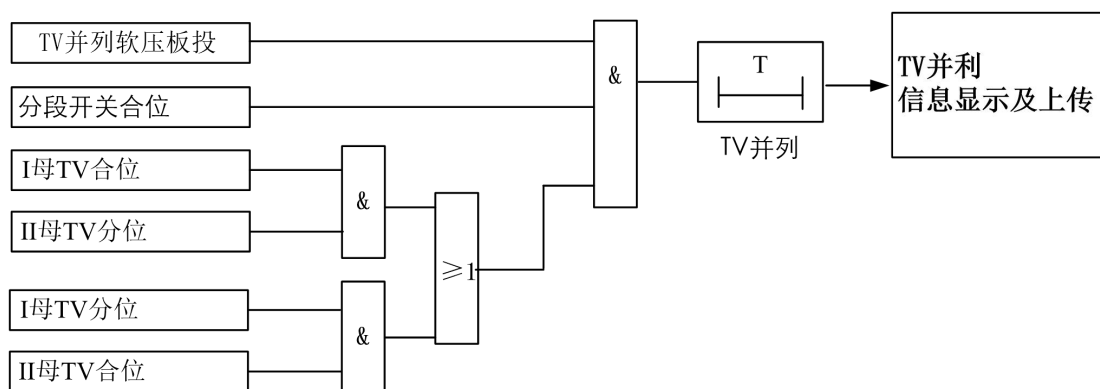 TV并列软压板投
分段开关合位
I母TV合位
II母TV分位
I母TV分位
II母TV合位
&
&
≥1
&
T
TV并列
TV并利
信息显示及上传